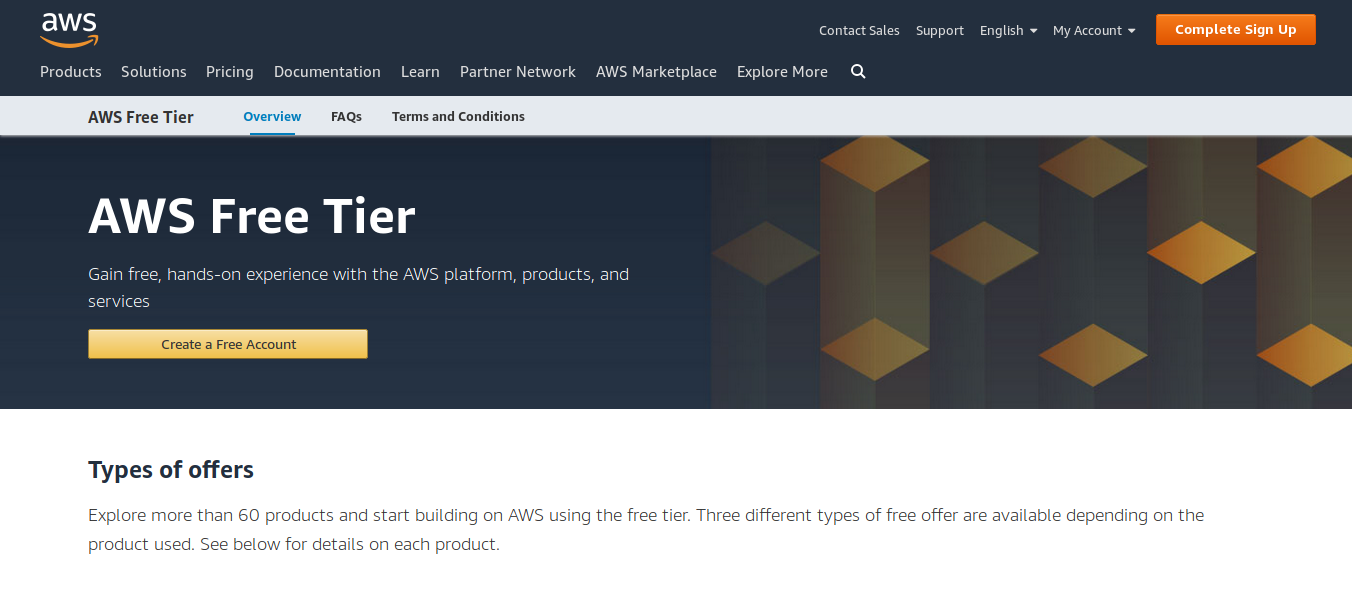 aws
Contact Sales Support English My Account Complete Sign Up
Products Solutions Pricing Documentation Learn Partner Network AWS Marketplace Explore More
AWS Free Tier Overview FAQs Terms and Conditions
AWS Free Tier
Gain free, hands-on experience with the AWS platform, products, and
services
Create a Free Account
Types of offers
Explore more than 60 products and start building on AWS using the free tier. Three different types of free offer are available depending on the
product used. See below for details on each product.